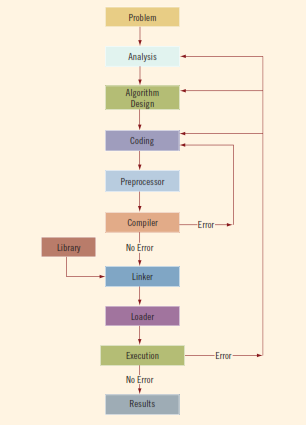 Problem
Analysis
Algorithm
Design
Coding
Preprocessor
Compiler
Error
No Error
Library
Linker
Loader
Execution
Error
No Error
Results